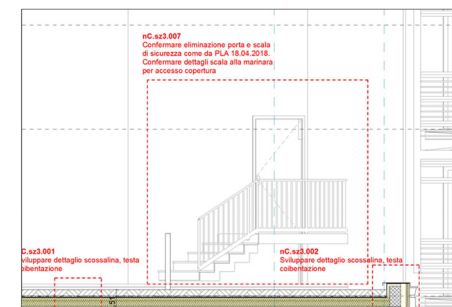 nC.sz3.007
Confermare eliminazione porta e scala
di sicurezza come da PLA 18.04.2018.
Confermare dettagli scala alla marinara
per accesso copertura
C.sz3.001
viluppare dettaglio scossalina, testa
oibentazione
nC.sz3.002
Sviluppare dettaglio scossalina, testa
coibentazione